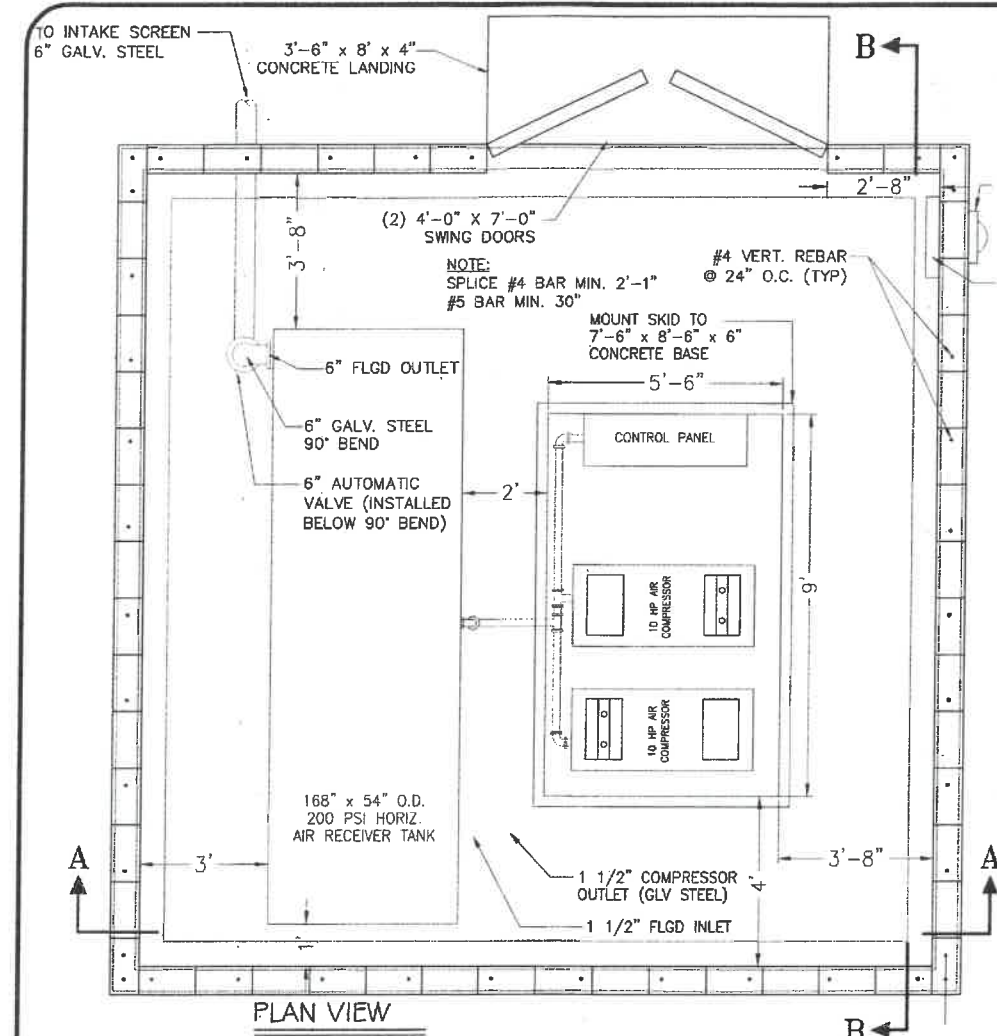 TO INTAKE SCREEN
6" GALV. STEEL
3'-6" x 8' x 4"
CONCRETE LANDING
B
2'-8"
(2) 4'-0" X 7'-0"
SWING DOORS
3'-8"
NOTE:
SPLICE #4 BAR MIN. 2'-1"
#5 BAR MIN. 30"
#4 VERT. REBAR
@ 24" O.C. (TYP)
MOUNT SKID TO
7'-6" x 8'-6" x 6"
CONCRETE BASE
6" FLGD OUTLET
5'-6"
6" GALV. STEEL
90° BEND
CONTROL PANEL
6" AUTOMATIC
VALVE (INSTALLED
BELOW 90° BEND)
2'
9'
10 HP AIR
COMPRESSOR
10 HP AIR
COMPRESSOR
168" x 54" O.D.
200 PSI HORIZ.
AIR RECEIVER TANK
A
3'
1 1/2" COMPRESSOR
OUTLET (GLV STEEL)
4'
3'-8"
A
1 1/2" FLGD INLET
1'
PLAN VIEW
B